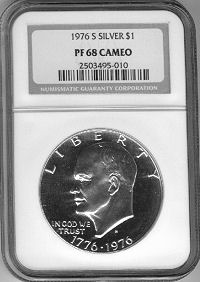 1976 S SILVER $1
PF 68 CAMEO
2503495-010
NUMISMATIC GUARANTY CORPORATION
LIBERTY
IN GOD WE
TRUST
1776·1976